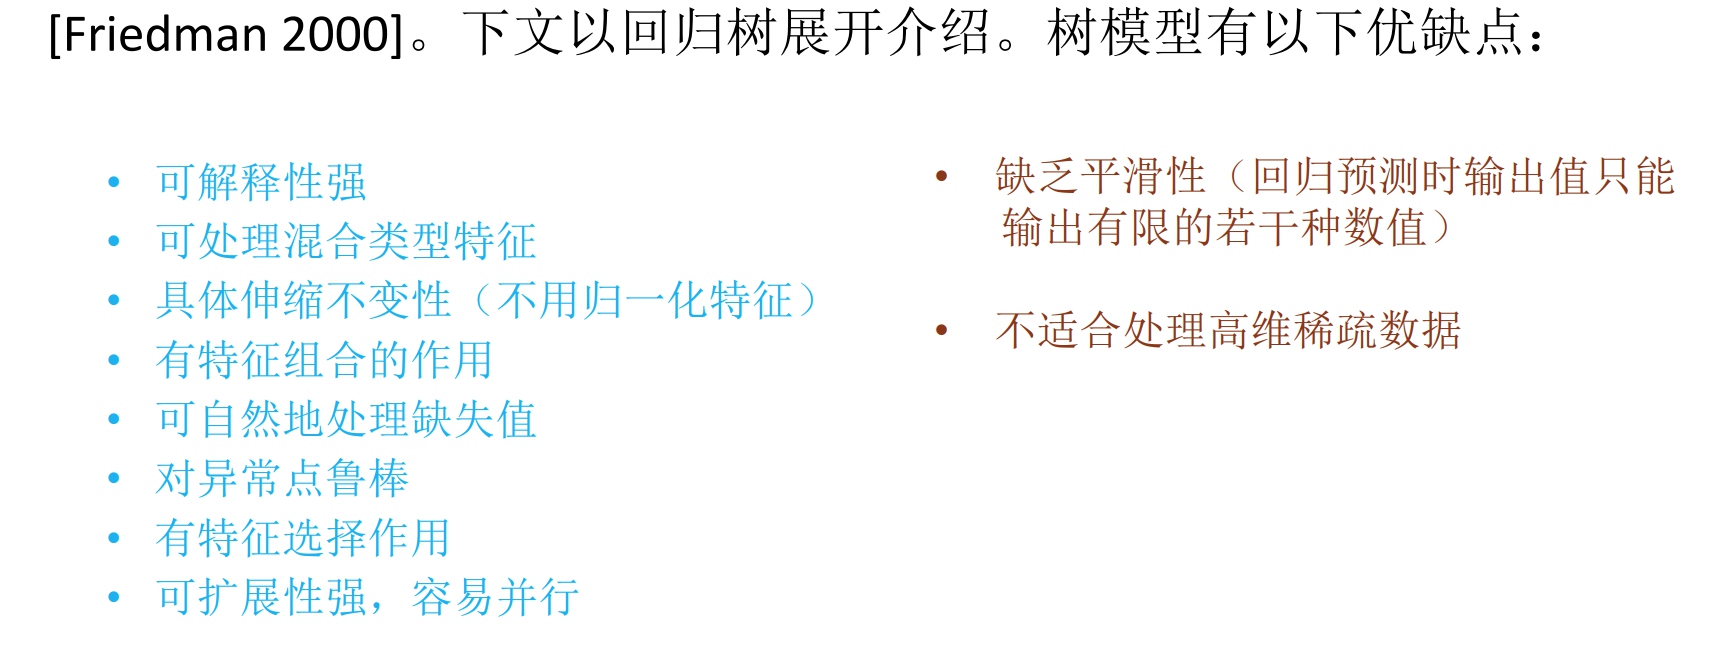 [Friedman 2000]。下文以回归树展开介绍。树模型有以下优缺点：
• 可解释性强
• 可处理混合类型特征
• 具体伸缩不变性（不用归一化特征）
• 有特征组合的作用
• 可自然地处理缺失值
• 对异常点鲁棒
• 有特征选择作用
• 可扩展性强，容易并行
• 缺乏平滑性（回归预测时输出值只能
输出有限的若干种数值）
• 不适合处理高维稀疏数据